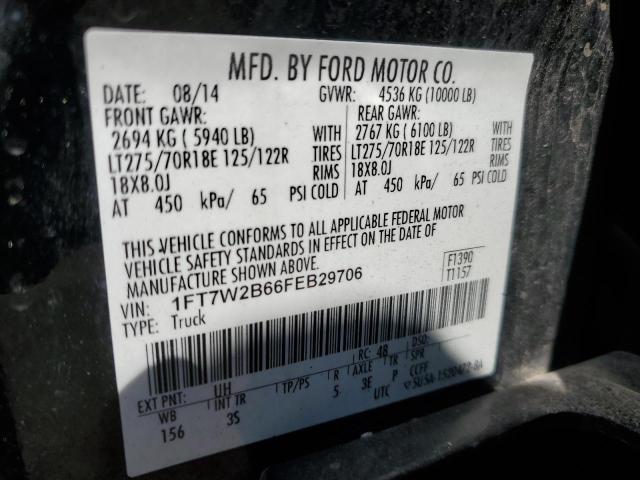 MFD. BY FORD MOTOR CO.
DATE: 08/14 GVWR: 4536 KG (10000 LB)
FRONT GAWR: REAR GAWR:
2694 KG ( 5940 LB) WITH 2767 KG ( 6100 LB) WITH
LT275/70R18E 125/122R TIRES LT275/70R18E 125/122R TIRES
18X8.0J RIMS 18X8.0J RIMS
AT 450 kPa/ 65 PSI COLD AT 450 kPa/ 65 PSI COLD
THIS VEHICLE CONFORMS TO ALL APPLICABLE FEDERAL MOTOR
VEHICLE SAFETY STANDARDS IN EFFECT ON THE DATE OF
MANUFACTURE SHOWN ABOVE.
F1390
T1157
VIN: 1FT7W2B66FEB29706
TYPE: Truck
EXT PNT: UH RC: 48 DSO:
WB INT TR TP/PS R AXLE TR SPR
156 3S 5 3E P CCFF
UTC